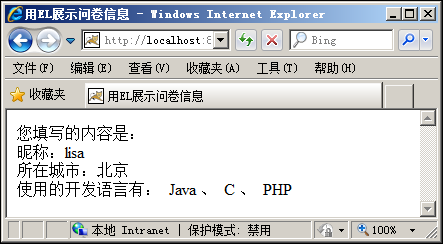 用EL展示问卷信息 - Windows Internet Explorer
http://localhost:8
Bing
文件(F) 编辑(E) 查看(V) 收藏夹(A) 工具(T) 帮助(H)
收藏夹 用EL展示问卷信息
您填写的内容是：
昵称：lisa
所在城市：北京
使用的开发语言有： Java 、 C 、 PHP
本地 Intranet | 保护模式: 禁用 100%